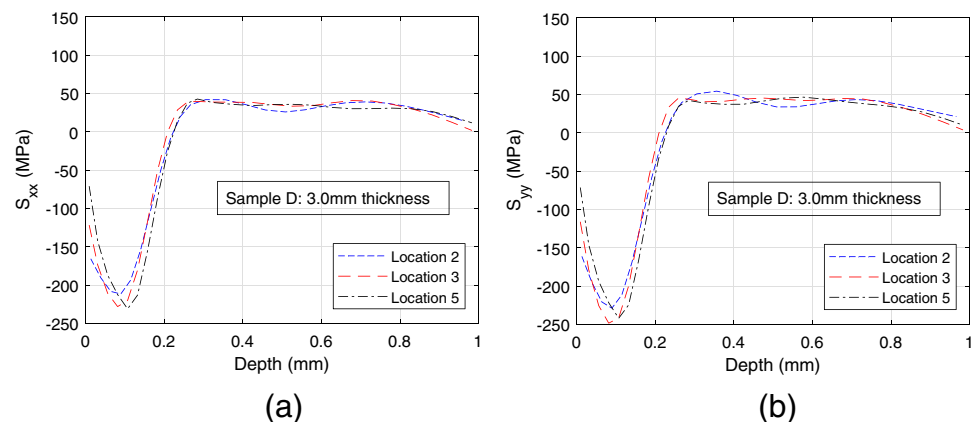 150
100
50
0
-50
-100
-150
-200
-250
S_xx (MPa)
Sample D: 3.0mm thickness
Location 2
Location 3
Location 5
0 0.2 0.4 0.6 0.8 1
Depth (mm)
(a)
150
100
50
0
-50
-100
-150
-200
-250
S_yy (MPa)
Sample D: 3.0mm thickness
Location 2
Location 3
Location 5
0 0.2 0.4 0.6 0.8 1
Depth (mm)
(b)